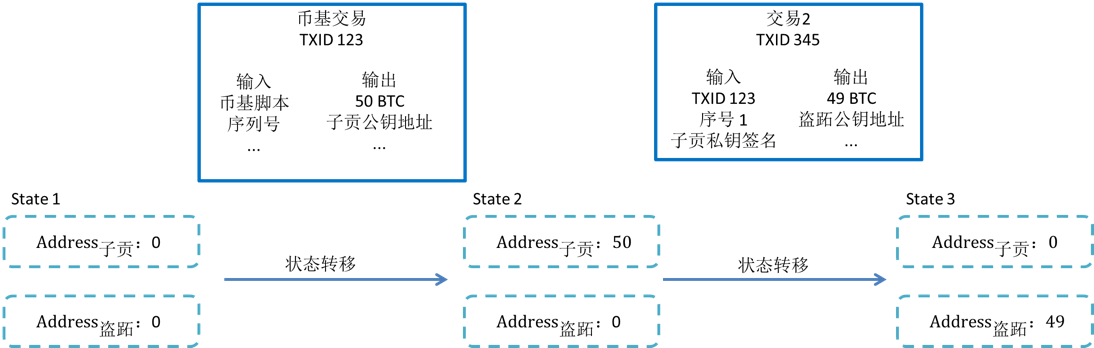 币基交易
TXID 123
输入
币基脚本
序列号
...
输出
50 BTC
子贡公钥地址
...
交易2
TXID 345
输入
TXID 123
序号 1
子贡私钥签名
输出
49 BTC
盗跖公钥地址
...
State 1
Address子贡：0
Address盗跖：0
状态转移
State 2
Address子贡：50
Address盗跖：0
状态转移
State 3
Address子贡：0
Address盗跖：49